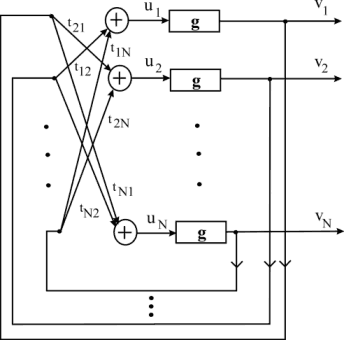 t21
t1N
+
u1
g
v1
t12
+
u2
g
v2
t2N
tN1
tN2
+
uN
g
vN